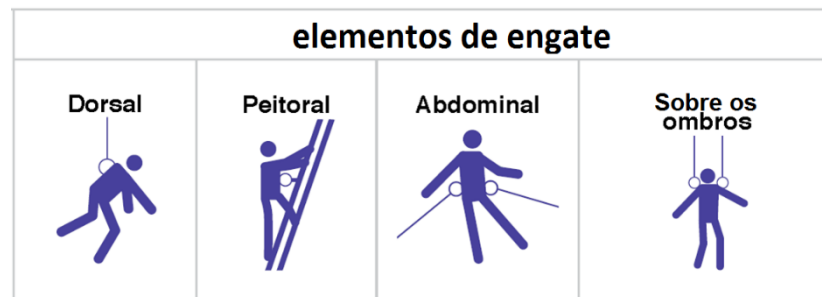 elementos de engate
Dorsal
Peitoral
Abdominal
Sobre os
ombros